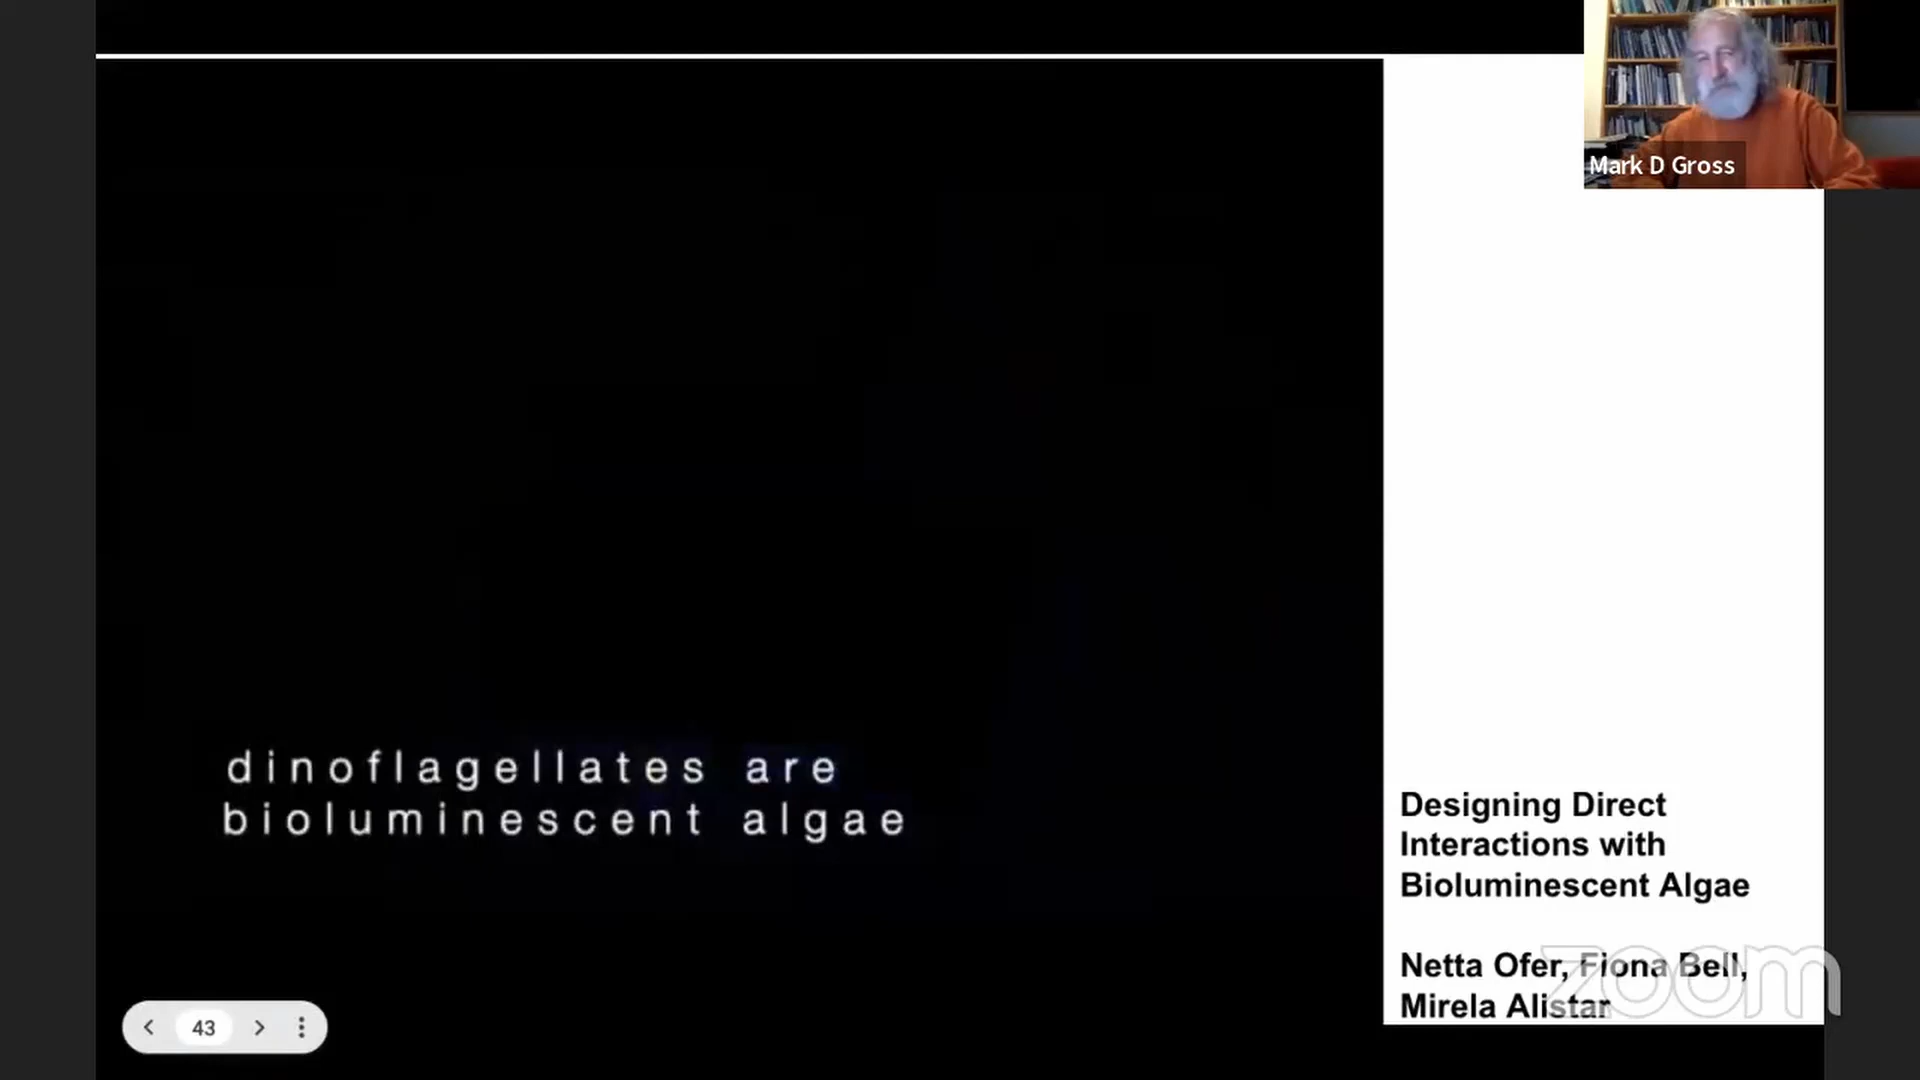 Mark D Gross
dinoflagellates are
bioluminescent algae
Designing Direct
Interactions with
Bioluminescent Algae
Netta Ofer, Fiona Bell,
Mirela Alistar
zoom
43